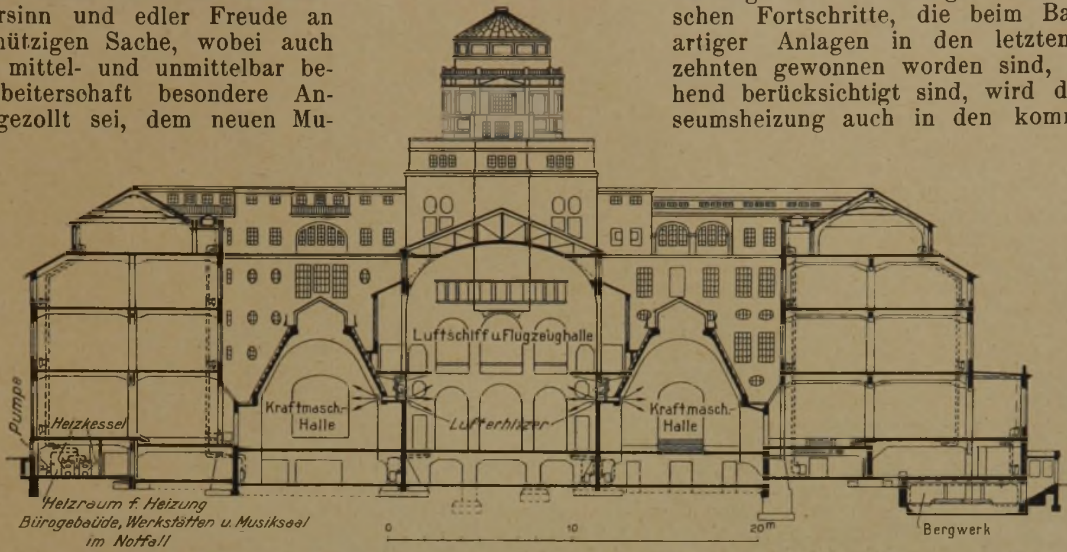 rsinn und edler Freude an
nützigen Sache, wobei auch
mittel- und unmittelbar be-
beiterschaft besondere An-
gezollt sei, dem neuen Mu-
schen Fortschritte, die beim Ba
artiger Anlagen in den letzten
zehnten gewonnen worden sind,
hend berücksichtigt sind, wird d
seumsheizung auch in den kom
Luftschiff u. Flugzeughalle
Kraftmasch.-
Halle
Lufterhitzer
Kraftmasch.-
Halle
Pumpe
Heizkessel
Heizraum f. Heizung
Bürogebäude, Werkstätten u. Musiksaal
im Notfall
0 10 20m
Bergwerk